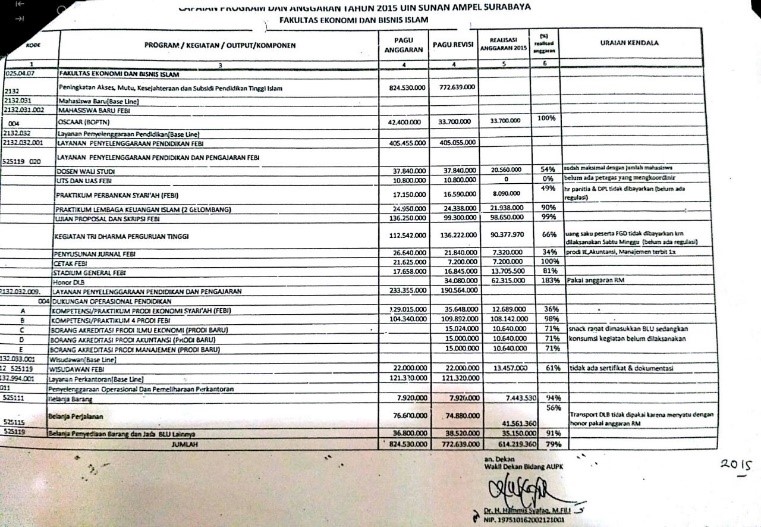 CAPAIAN PROGRAM DAN ANGGARAN TAHUN 2015 UIN SUNAN AMPEL SURABAYA
FAKULTAS EKONOMI DAN BISNIS ISLAM
KODE PROGRAM / KEGIATAN / OUTPUT/KOMPONEN PAGU ANGGARAN PAGU REVISI REALISASI ANGGARAN 2015 (%) realisasi anggaran URAIAN KENDALA
1 3 4 4 5 6
025.04.07 FAKULTAS EKONOMI DAN BISNIS ISLAM
2132 Peningkatan Akses, Mutu, Kesejahteraan dan Subsidi Pendidikan Tinggi Islam 824.530.000 772.639.000
2132.031 Mahasiswa Baru(Base Line)
2132.031.002 MAHASISWA BARU FEBI
004 OSCAAR (BOPTN) 42.400.000 33.700.000 33.700.000 100%
2132.032 Layanan Penyelenggaraan Pendidikan(Base Line)
2132.032.001 LAYANAN PENYELENGGARAAN PENDIDIKAN FEBI 405.455.000 405.055.000
525119 020 LAYANAN PENYELENGGARAAN PENDIDIKAN DAN PENGAJARAN FEBI
DOSEN WALI STUDI 37.840.000 37.840.000 20.560.000 54% sudah maksimal dengan jumlah mahasiswa
UTS DAN UAS FEBI 10.800.000 10.800.000 0 0% belum ada petugas yang mengkoordinir
PRAKTIKUM PERBANKAN SYARI'AH (FEBI) 17.150.000 16.590.000 8.090.000 49% hr panitia & DPL tidak dibayarkan (belum ada regulasi)
PRAKTIKUM LEMBAGA KEUANGAN ISLAM (2 GELOMBANG) 24.950.000 24.338.000 21.938.000 90%
UJIAN PROPOSAL DAN SKRIPSI FEBI 136.250.000 99.300.000 98.650.000 99%
KEGIATAN TRI DHARMA PERGURUAN TINGGI 112.542.000 136.222.000 90.377.970 66% uang saku peserta FGD tidak dibayarkan krn dilaksanakan Sabtu Minggu (belum ada regulasi)
PENYUSUNAN JURNAL FEBI 26.640.000 21.840.000 7.320.000 34% prodi IE,Akuntansi, Manajemen terbit 1x
CETAK FEBI 21.625.000 7.200.000 7.200.000 100%
STADIUM GENERAL FEBI 17.658.000 16.845.000 13.705.500 81%
Honor DLB 34.080.000 62.315.000 183% Pakai anggaran RM
2132.032.009. LAYANAN PENYELENGGARAAN PENDIDIKAN DAN PENGAJARAN 233.355.000 190.564.000
004 DUKUNGAN OPERASIONAL PENDIDIKAN
A KOMPETENSI/PRAKTIKUM PRODI EKONOMI SYARI'AH (FEBI) 129.015.000 35.648.000 12.689.000 36%
B KOMPETENSI/PRAKTIKUM 4 PRODI FEBI 104.340.000 109.892.000 108.142.000 98%
C BORANG AKREDITASI PRODI ILMU EKONOMI (PRODI BARU) 15.024.000 10.640.000 71% snack rapat dimasukkan BLU sedangkan
D BORANG AKREDITASI PRODI AKUNTANSI (PRODI BARU) 15.000.000 10.640.000 71% konsumsi kegiatan belum dilaksanakan
E BORANG AKREDITASI PRODI MANAJEMEN (PRODI BARU) 15.000.000 10.640.000 71%
132.033.001 Wisudawan(Base Line)
12 525119 WISUDAWAN FEBI 22.000.000 22.000.000 13.457.000 61% tidak ada sertifikat & dokumentasi
132.994.001 Layanan Perkantoran(Base Line) 121.320.000 121.320.000
011 Penyelenggaraan Operasional Dan Pemeliharaan Perkantoran
525111 Belanja Barang 7.920.000 7.920.000 7.443.530 94%
525115 Belanja Perjalanan 76.600.000 74.880.000 41.561.360 56% Transport DLB tidak dipakai karena menyatu dengan honor pakai anggaran RM
525119 Belanja Penyediaan Barang dan Jada BLU Lainnya 36.800.000 38.520.000 35.150.000 91%
JUMLAH 824.530.000 772.639.000 614.219.360 79%
an. Dekan
Wakil Dekan Bidang AUPK
2015
Dr. H. Hammis Syafaq, M.Fil.I
NIP. 197510162002121001